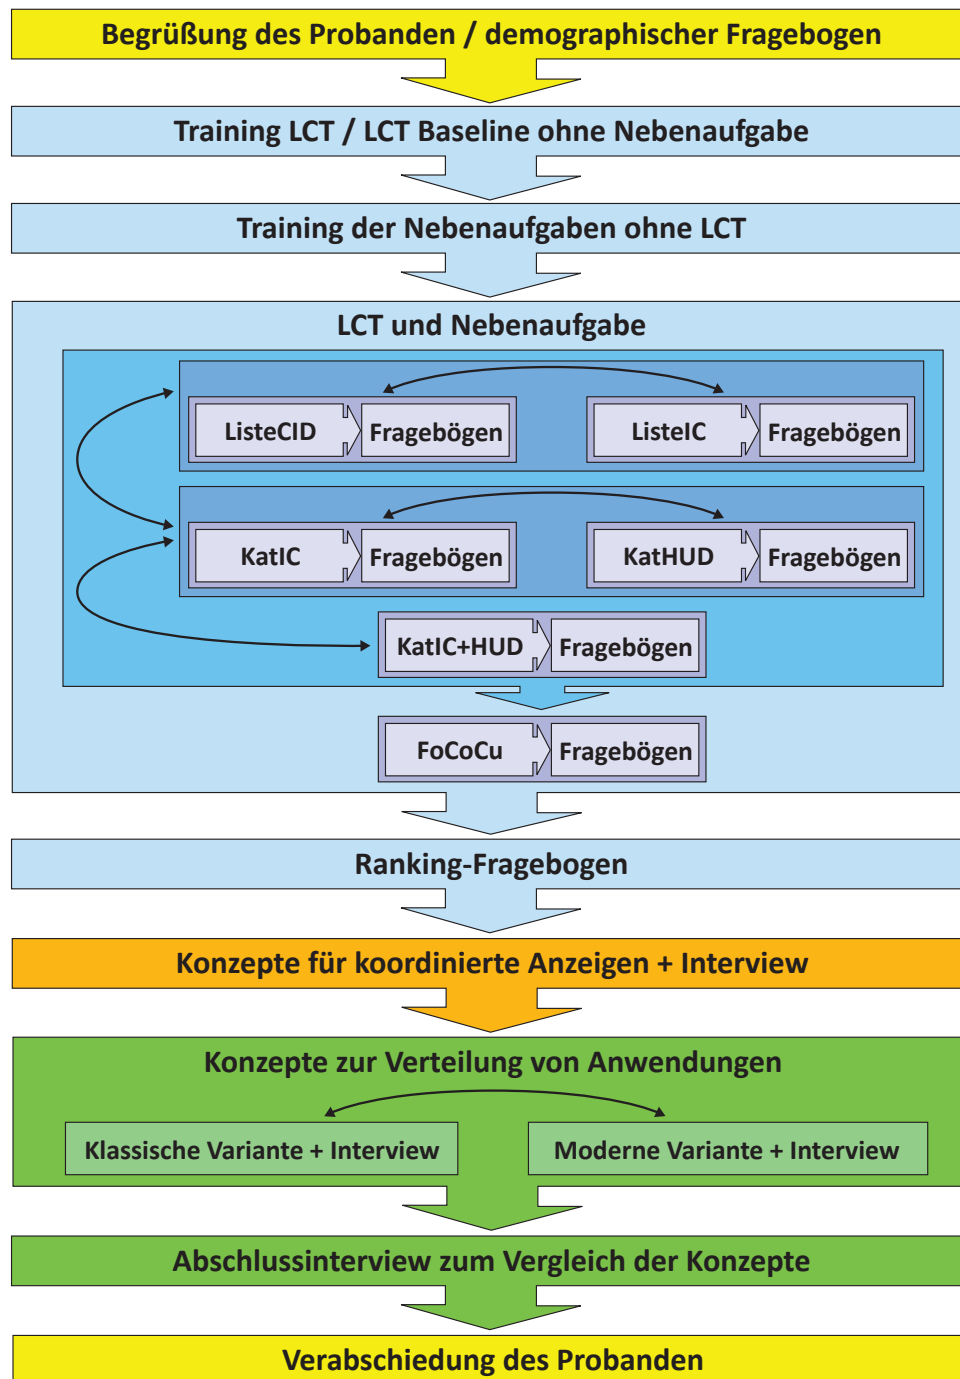 Begrüßung des Probanden / demographischer Fragebogen
Training LCT / LCT Baseline ohne Nebenaufgabe
Training der Nebenaufgaben ohne LCT
LCT und Nebenaufgabe
ListeCID
Fragebögen
ListeIC
Fragebögen
KatIC
Fragebögen
KatHUD
Fragebögen
KatIC+HUD
Fragebögen
FoCoCu
Fragebögen
Ranking-Fragebogen
Konzepte für koordinierte Anzeigen + Interview
Konzepte zur Verteilung von Anwendungen
Klassische Variante + Interview
Moderne Variante + Interview
Abschlussinterview zum Vergleich der Konzepte
Verabschiedung des Probanden